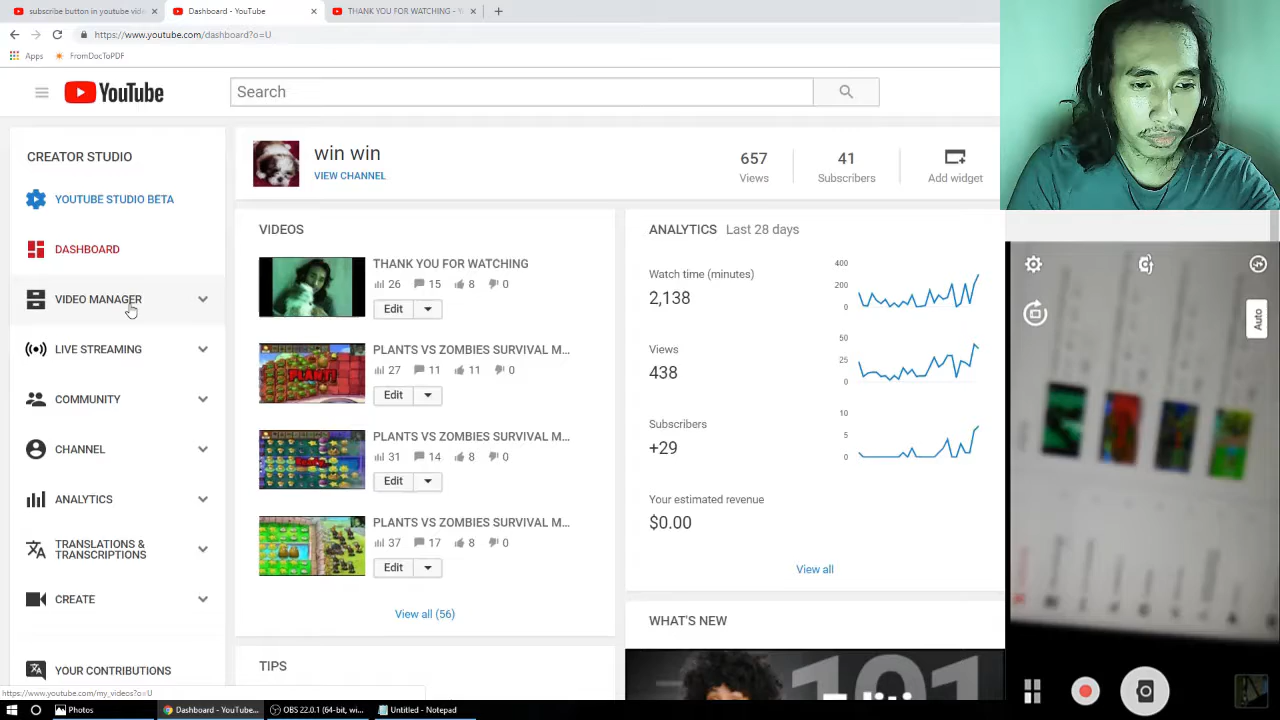 subscribe button in youtube vide
Dashboard - YouTube
THANK YOU FOR WATCHING - Y
https://www.youtube.com/dashboard?o=U
Apps
FromDocToPDF
YouTube
Search
CREATOR STUDIO
YOUTUBE STUDIO BETA
DASHBOARD
VIDEO MANAGER
LIVE STREAMING
COMMUNITY
CHANNEL
ANALYTICS
TRANSLATIONS &
TRANSCRIPTIONS
CREATE
YOUR CONTRIBUTIONS
win win
VIEW CHANNEL
657
Views
41
Subscribers
Add widget
VIDEOS
THANK YOU FOR WATCHING
26 15 8 0
Edit
PLANTS VS ZOMBIES SURVIVAL M...
27 11 11 0
Edit
PLANTS VS ZOMBIES SURVIVAL M...
31 14 8 0
Edit
PLANTS VS ZOMBIES SURVIVAL M...
37 17 8 0
Edit
View all (56)
TIPS
ANALYTICS Last 28 days
Watch time (minutes)
2,138
400
200
0
Views
438
50
25
0
Subscribers
+29
10
5
0
Your estimated revenue
$0.00
View all
WHAT'S NEW
101
Auto
https://www.youtube.com/my_videos?o=U
Photos
Dashboard - YouTube...
OBS 22.0.1 (64-bit, wi...
Untitled - Notepad